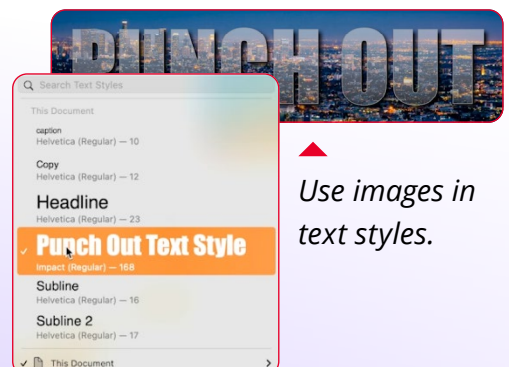 PUNCH OUT
Search Text Styles
This Document
caption
Helvetica (Regular) — 10
Copy
Helvetica (Regular) — 12
Headline
Helvetica (Regular) — 23
Punch Out Text Style
Impact (Regular) — 168
Subline
Helvetica (Regular) — 16
Subline 2
Helvetica (Regular) — 17
This Document
Use images in
text styles.